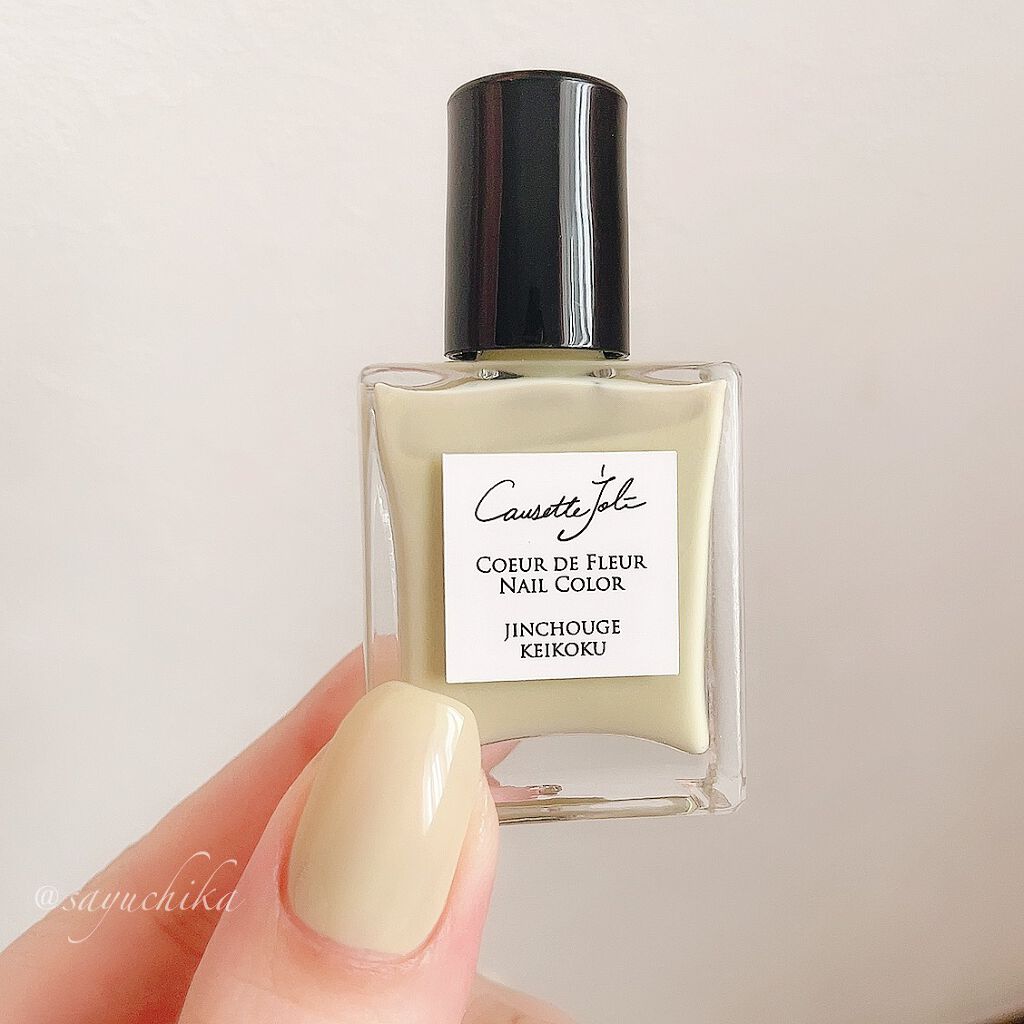 Causette Joli
COEUR DE FLEUR
NAIL COLOR
JINCHOUGE
KEIKOKU
@sayuchika